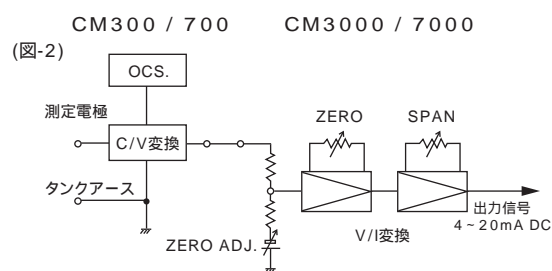 CM300 / 700 CM3000 / 7000
(図-2)
OCS.
測定電極
C/V変換
ZERO
SPAN
タンクアース
ZERO ADJ.
V/I変換
出力信号
4~20mA DC